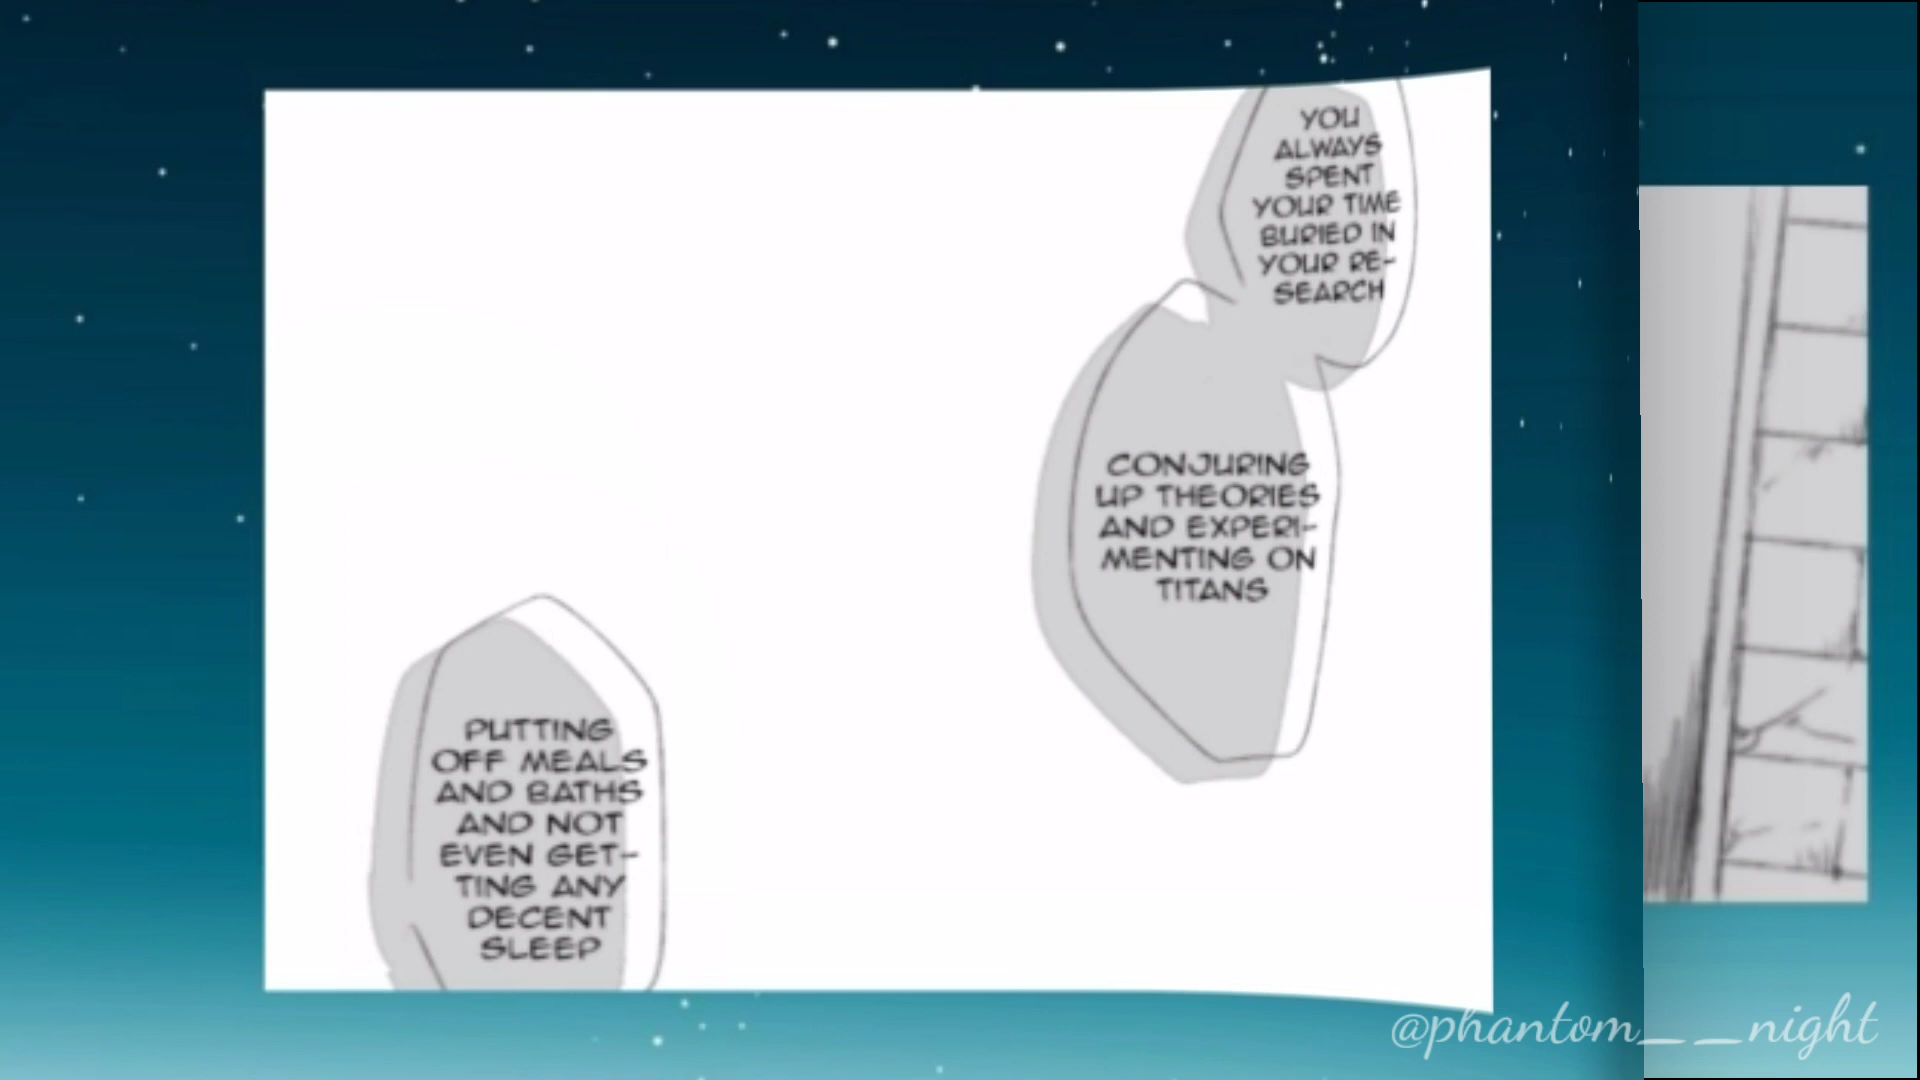 YOU
ALWAYS
SPENT
YOUR TIME
BURIED IN
YOUR RE-
SEARCH
CONJURING
UP THEORIES
AND EXPERI-
MENTING ON
TITANS
PUTTING
OFF MEALS
AND BATHS
AND NOT
EVEN GET-
TING ANY
DECENT
SLEEP
@phantom__night